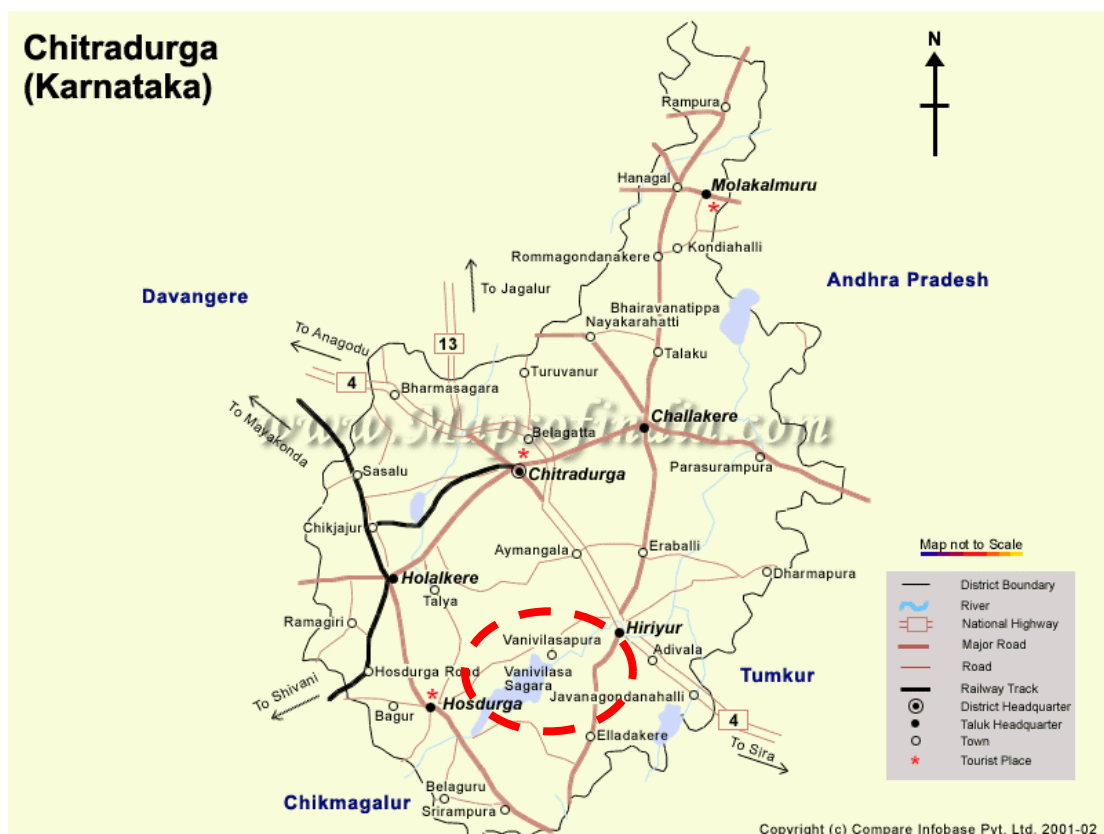 Chitradurga
(Karnataka)
N
Rampura
Hanagal
Molakalmuru
Kondiahalli
Rommagondanakere
To Jagalur
Davangere
Andhra Pradesh
Bhairavanatippa
Nayakarahatti
To Anagodu
13
Talaku
4
Turuvanur
Bharmasagara
To Mayakonda
www.Mapsofindia.com
Challakere
Belagatta
Parasurampura
Sasalu
Chitradurga
Chikjajur
Aymangala
Eraballi
Map not to Scale
Holalkere
Dharmapura
District Boundary
Talya
River
Ramagiri
National Highway
Hiriyur
Vanivilasapura
Major Road
Adivala
Hosdurga Road
Vanivilasa
Sagara
Tumkur
Road
To Shivani
Javanagondanahalli
Railway Track
Hosdurga
Bagur
District Headquarter
4
Taluk Headquarter
Elladakere
Town
To Sira
Tourist Place
Belaguru
Chikmagalur
Srirampura
Copyright (c) Compare Infobase Pvt. Ltd. 2001-02